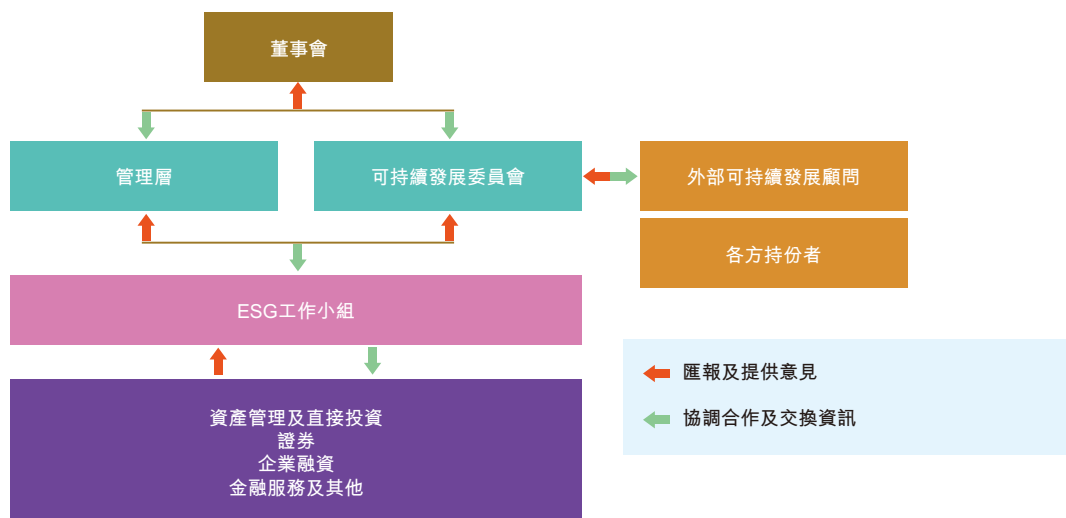 董事會
管理層
可持續發展委員會
外部可持續發展顧問
各方持份者
ESG工作小組
資產管理及直接投資
證券
企業融資
金融服務及其他
匯報及提供意見
協調合作及交換資訊